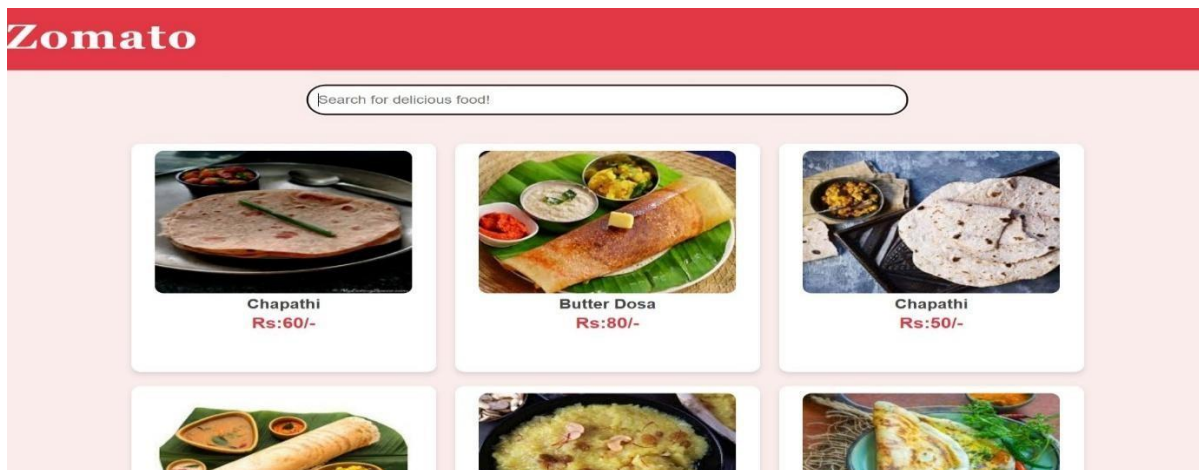 Zomato
Search for delicious food!
Chapathi
Butter Dosa
Chapathi
Rs:60/-
Rs:80/-
Rs:50/-